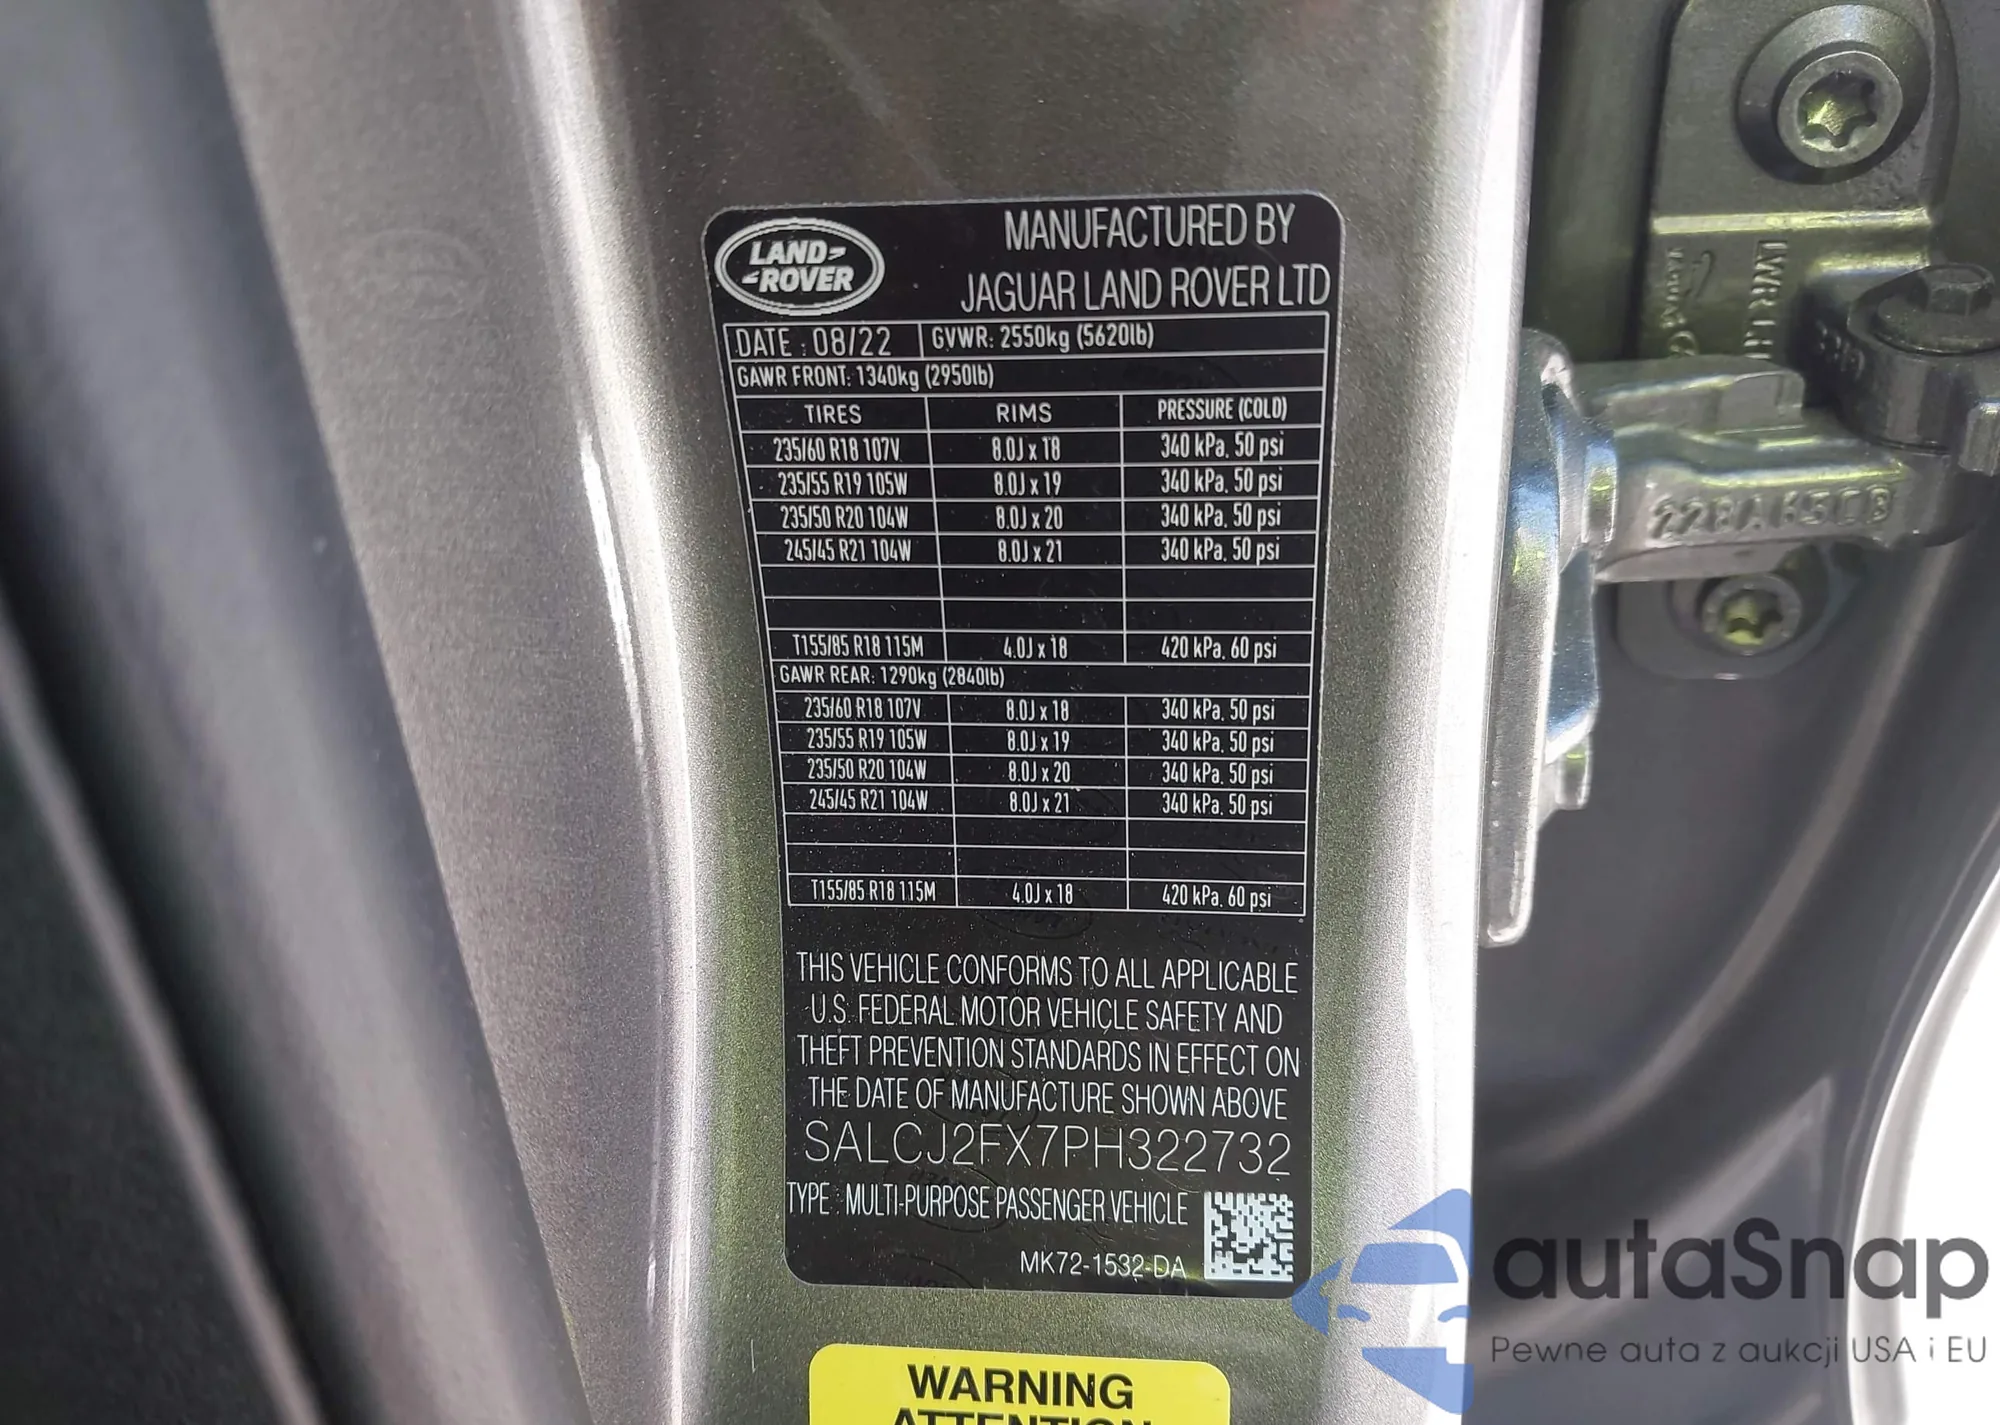 LAND-
-ROVER
MANUFACTURED BY
JAGUAR LAND ROVER LTD
DATE : 08/22 GVWR: 2550kg (5620lb)
GAWR FRONT: 1340kg (2950lb)
TIRES RIMS PRESSURE (COLD)
235/60 R18 107V 8.0J x 18 340 kPa. 50 psi
235/55 R19 105W 8.0J x 19 340 kPa. 50 psi
235/50 R20 104W 8.0J x 20 340 kPa. 50 psi
245/45 R21 104W 8.0J x 21 340 kPa. 50 psi
T155/85 R18 115M 4.0J x 18 420 kPa. 60 psi
GAWR REAR: 1290kg (2840lb)
235/60 R18 107V 8.0J x 18 340 kPa. 50 psi
235/55 R19 105W 8.0J x 19 340 kPa. 50 psi
235/50 R20 104W 8.0J x 20 340 kPa. 50 psi
245/45 R21 104W 8.0J x 21 340 kPa. 50 psi
T155/85 R18 115M 4.0J x 18 420 kPa. 60 psi
THIS VEHICLE CONFORMS TO ALL APPLICABLE
U.S. FEDERAL MOTOR VEHICLE SAFETY AND
THEFT PREVENTION STANDARDS IN EFFECT ON
THE DATE OF MANUFACTURE SHOWN ABOVE
SALCJ2FX7PH322732
TYPE : MULTI-PURPOSE PASSENGER VEHICLE
MK72-1532-DA
WARNING
ATTENTION
autaSnap
Pewne auta z aukcji USA i EU